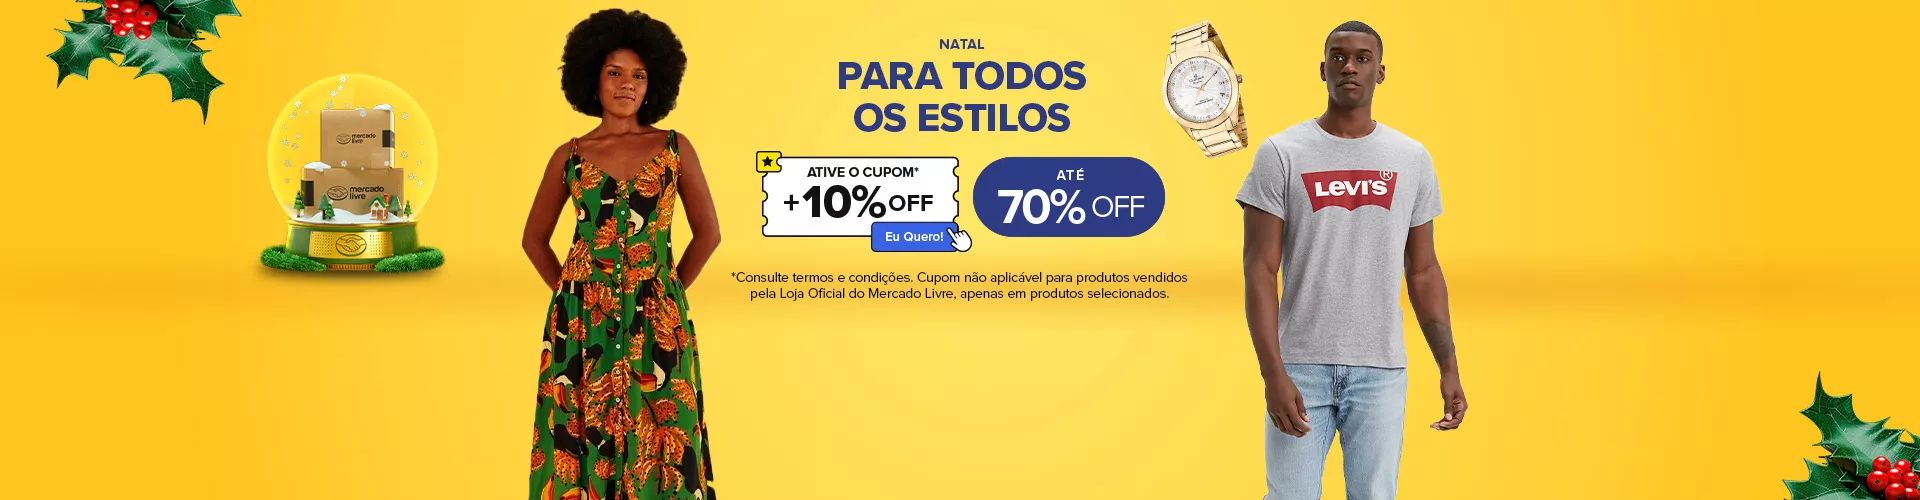 NATAL
PARA TODOS
OS ESTILOS
ATIVE O CUPOM*
+10% OFF
Eu Quero!
ATÉ
70% OFF
*Consulte termos e condições. Cupom não aplicável para produtos vendidos
pela Loja Oficial do Mercado Livre, apenas em produtos selecionados.
mercado
livre
mercado
livre
LEVI'S®